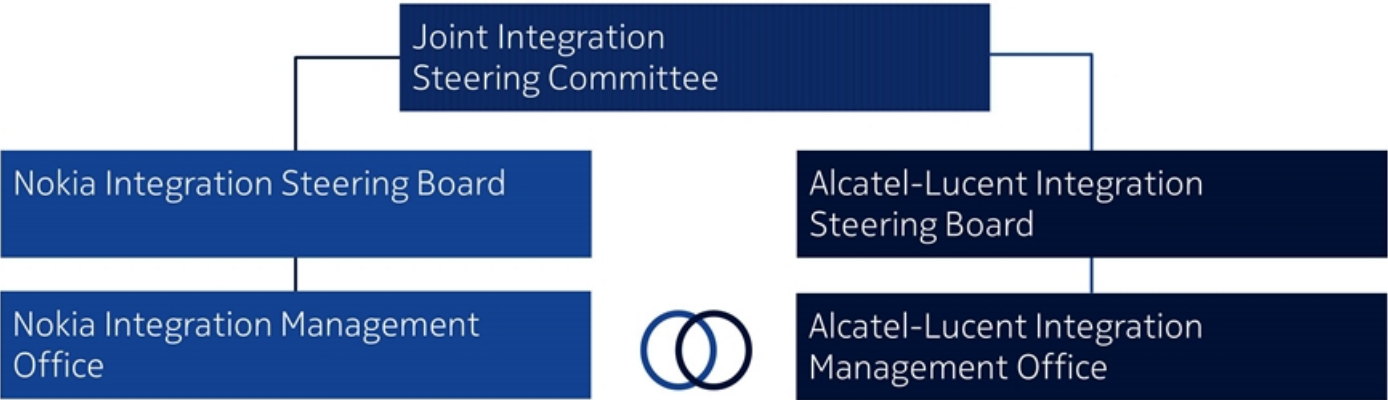 Joint Integration
Steering Committee
Nokia Integration Steering Board
Alcatel-Lucent Integration
Steering Board
Nokia Integration Management
Office
Alcatel-Lucent Integration
Management Office